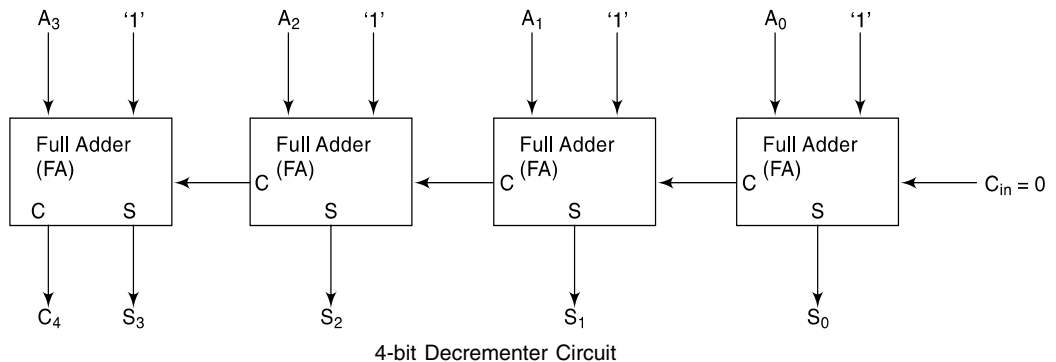 A₃ ‘1’ A₂ ‘1’ A₁ ‘1’ A₀ ‘1’
Full Adder Full Adder Full Adder Full Adder
(FA) (FA) (FA) (FA)
C C C Cᵢₙ = 0
C S S S S
C₄ S₃ S₂ S₁ S₀
4-bit Decrementer Circuit